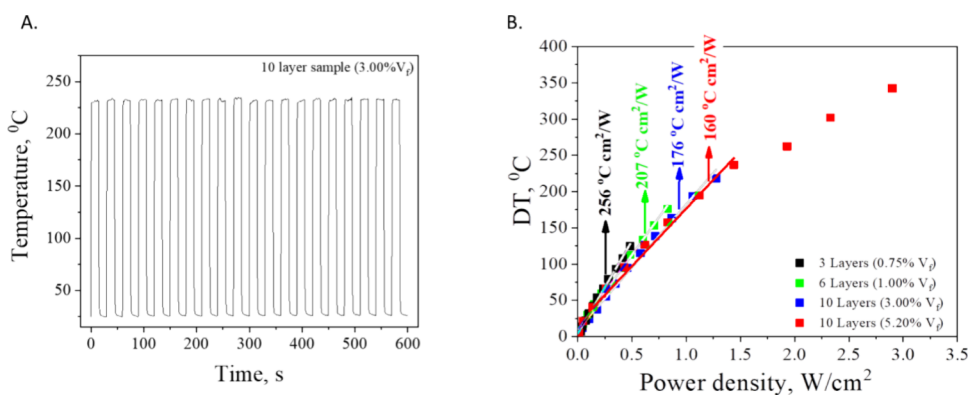 A.
10 layer sample (3.00%Vf)
Temperature, ⁰C
250
200
150
100
50
0
100
200
300
400
500
600
Time, s
B.
DT, ⁰C
400
350
300
250
200
150
100
50
0
256 ºC cm²/W
207 ºC cm²/W
176 ºC cm²/W
160 ºC cm²/W
3 Layers (0.75% Vf)
6 Layers (1.00% Vf)
10 Layers (3.00% Vf)
10 Layers (5.20% Vf)
0.0
0.5
1.0
1.5
2.0
2.5
3.0
3.5
Power density, W/cm²